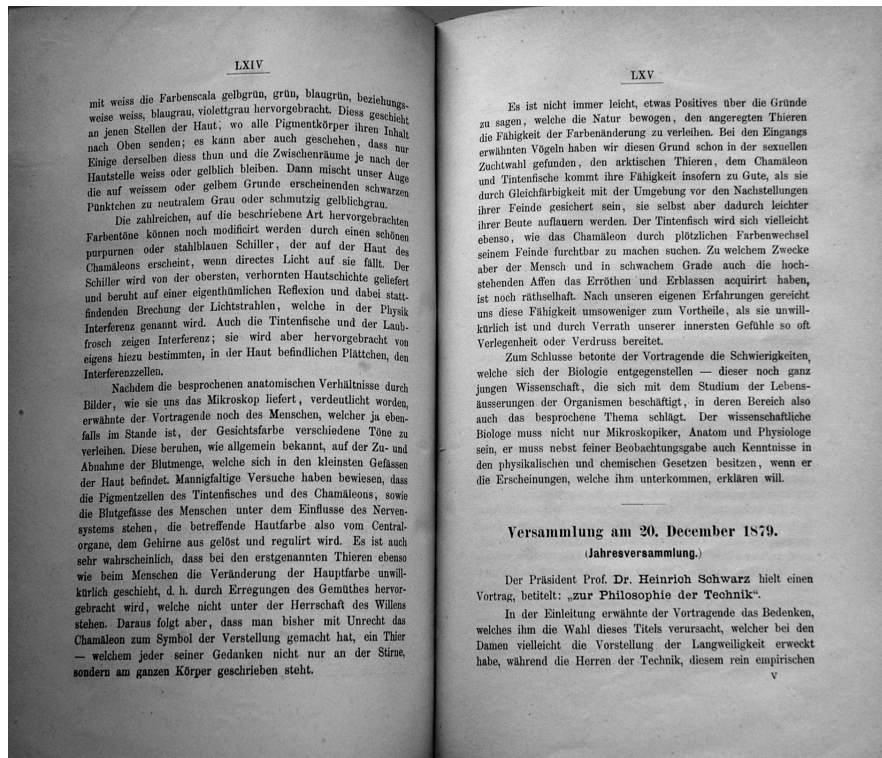 LXIV
mit weiss die Farbenscala gelbgrün, grün, blaugrün, beziehungs-
weise weiss, blaugrau, violettgrau hervorgebracht. Diess geschieht
an jenen Stellen der Haut, wo alle Pigmentkörper ihren Inhalt
nach Oben senden; es kann aber auch geschehen, dass nur
Einige derselben diess thun und die Zwischenräume je nach der
Hautstelle weiss oder gelblich bleiben. Dann mischt unser Auge
die auf weissem oder gelbem Grunde erscheinenden schwarzen
Pünktchen zu neutralem Grau oder schmutzig gelblichgrau.
Die zahlreichen, auf die beschriebene Art hervorgebrachten
Farbentöne können noch modificirt werden durch einen schönen
purpurnen oder stahlblauen Schiller, der auf der Haut des
Chamäleons erscheint, wenn directes Licht auf sie fällt. Der
Schiller wird von der obersten, verhornten Hautschichte geliefert
und beruht auf einer eigenthümlichen Reflexion und dabei statt-
findenden Brechung der Lichtstrahlen, welche in der Physik
Interferenz genannt wird. Auch die Tintenfische und der Laub-
frosch zeigen Interferenz; sie wird aber hervorgebracht von
eigens hiezu bestimmten, in der Haut befindlichen Plättchen, den
Interferenzzellen.
Nachdem die besprochenen anatomischen Verhältnisse durch
Bilder, wie sie uns das Mikroskop liefert, verdeutlicht worden,
erwähnte der Vortragende noch des Menschen, welcher ja eben-
falls im Stande ist, der Gesichtsfarbe verschiedene Töne zu
verleihen. Diese beruhen, wie allgemein bekannt, auf der Zu- und
Abnahme der Blutmenge, welche sich in den kleinsten Gefässen
der Haut befindet. Mannigfaltige Versuche haben bewiesen, dass
die Pigmentzellen des Tintenfisches und des Chamäleons, sowie
die Blutgefässe des Menschen unter dem Einflusse des Nerven-
systems stehen, die betreffende Hautfarbe also vom Central-
organe, dem Gehirne aus gelöst und regulirt wird. Es ist auch
sehr wahrscheinlich, dass bei den erstgenannten Thieren ebenso
wie beim Menschen die Veränderung der Hauptfarbe unwill-
kürlich geschieht, d. h. durch Erregungen des Gemüthes hervor-
gebracht wird, welche nicht unter der Herrschaft des Willens
stehen. Daraus folgt aber, dass man bisher mit Unrecht das
Chamäleon zum Symbol der Verstellung gemacht hat, ein Thier
— welchem jeder seiner Gedanken nicht nur an der Stirne,
sondern am ganzen Körper geschrieben steht.
LXV
Es ist nicht immer leicht, etwas Positives über die Gründe
zu sagen, welche die Natur bewogen, den angeregten Thieren
die Fähigkeit der Farbenänderung zu verleihen. Bei den Eingangs
erwähnten Vögeln haben wir diesen Grund schon in der sexuellen
Zuchtwahl gefunden, den arktischen Thieren, dem Chamäleon
und Tintenfische kommt ihre Fähigkeit insofern zu Gute, als sie
durch Gleichfärbigkeit mit der Umgebung vor den Nachstellungen
ihrer Feinde gesichert sein, sie selbst aber dadurch leichter
ihrer Beute auflauern werden. Der Tintenfisch wird sich vielleicht
ebenso, wie das Chamäleon durch plötzlichen Farbenwechsel
seinem Feinde furchtbar zu machen suchen. Zu welchem Zwecke
aber der Mensch und in schwachem Grade auch die hoch-
stehenden Affen das Erröthen und Erblassen acquirirt haben,
ist noch räthselhaft. Nach unseren eigenen Erfahrungen gereicht
uns diese Fähigkeit umsoweniger zum Vortheile, als sie unwill-
kürlich ist und durch Verrath unserer innersten Gefühle so oft
Verlegenheit oder Verdruss bereitet.
Zum Schlusse betonte der Vortragende die Schwierigkeiten,
welche sich der Biologie entgegenstellen — dieser noch ganz
jungen Wissenschaft, die sich mit dem Studium der Lebens-
äusserungen der Organismen beschäftigt, in deren Bereich also
auch das besprochene Thema schlägt. Der wissenschaftliche
Biologe muss nicht nur Mikroskopiker, Anatom und Physiologe
sein, er muss nebst feiner Beobachtungsgabe auch Kenntnisse in
den physikalischen und chemischen Gesetzen besitzen, wenn er
die Erscheinungen, welche ihm unterkommen, erklären will.
Versammlung am 20. December 1879.
(Jahresversammlung.)
Der Präsident Prof. Dr. Heinrich Schwarz hielt einen
Vortrag, betitelt: „zur Philosophie der Technik“.
In der Einleitung erwähnte der Vortragende das Bedenken,
welches ihm die Wahl dieses Titels verursacht, welcher bei den
Damen vielleicht die Vorstellung der Langweiligkeit erweckt
habe, während die Herren der Technik, diesem rein empirischen
V